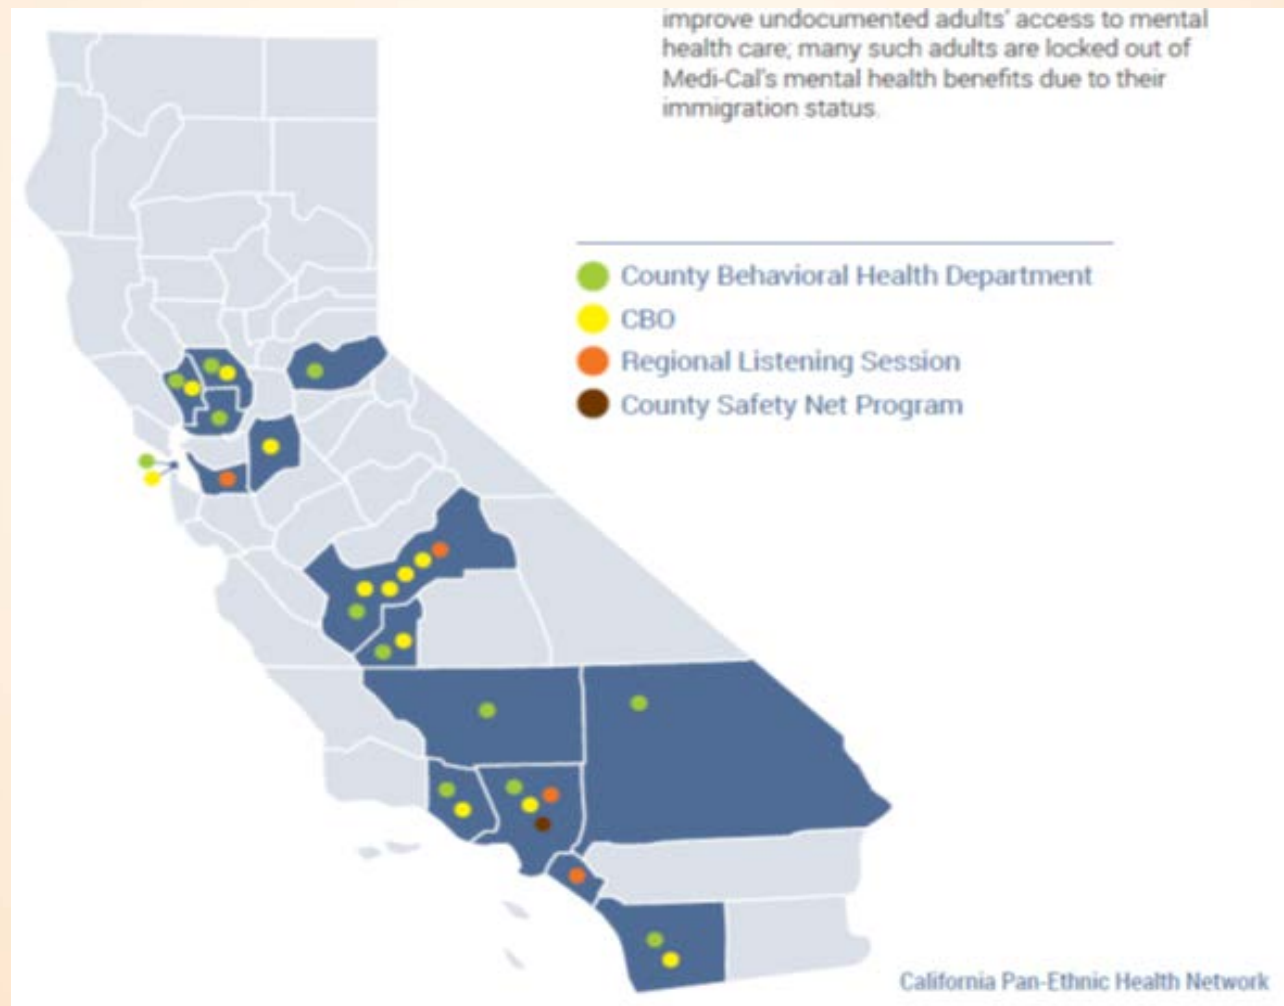 improve undocumented adults' access to mental
health care; many such adults are locked out of
Medi-Cal's mental health benefits due to their
immigration status.
County Behavioral Health Department
CBO
Regional Listening Session
County Safety Net Program
California Pan-Ethnic Health Network